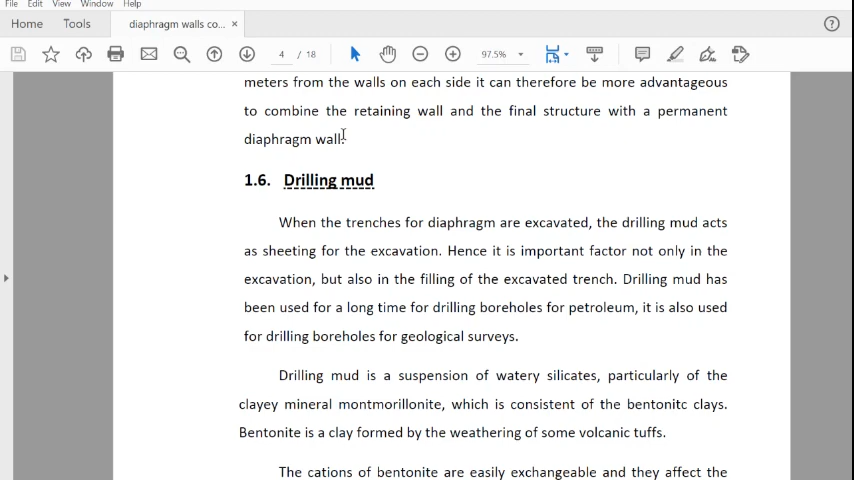 File Edit View Window Help
Home Tools diaphragm walls co... ×
4 / 18 97.5%
meters from the walls on each side it can therefore be more advantageous
to combine the retaining wall and the final structure with a permanent
diaphragm wall.
1.6. Drilling mud
When the trenches for diaphragm are excavated, the drilling mud acts
as sheeting for the excavation. Hence it is important factor not only in the
excavation, but also in the filling of the excavated trench. Drilling mud has
been used for a long time for drilling boreholes for petroleum, it is also used
for drilling boreholes for geological surveys.
Drilling mud is a suspension of watery silicates, particularly of the
clayey mineral montmorillonite, which is consistent of the bentonitc clays.
Bentonite is a clay formed by the weathering of some volcanic tuffs.
The cations of bentonite are easily exchangeable and they affect the